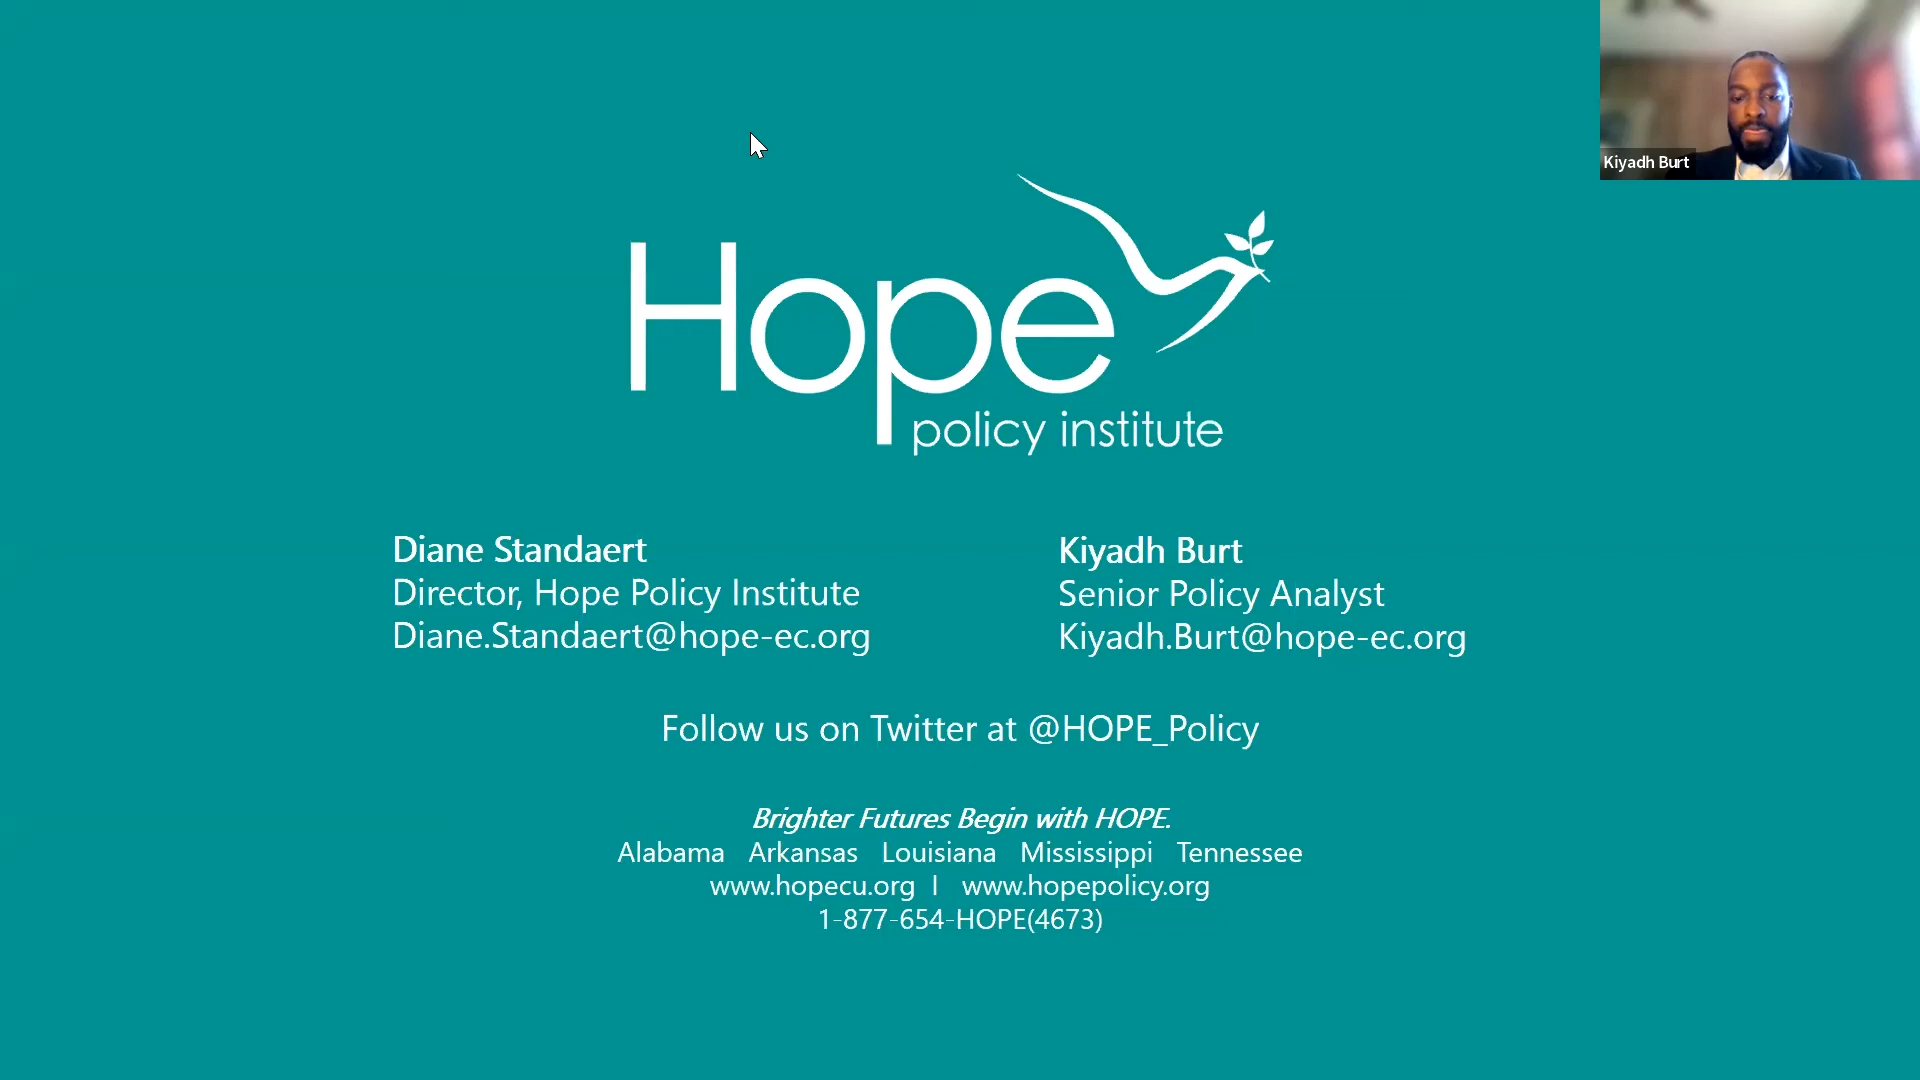 Kiyadh Burt
Hope
policy institute
Diane Standaert
Director, Hope Policy Institute
Diane.Standaert@hope-ec.org
Kiyadh Burt
Senior Policy Analyst
Kiyadh.Burt@hope-ec.org
Follow us on Twitter at @HOPE_Policy
Brighter Futures Begin with HOPE.
Alabama Arkansas Louisiana Mississippi Tennessee
www.hopecu.org I www.hopepolicy.org
1-877-654-HOPE(4673)